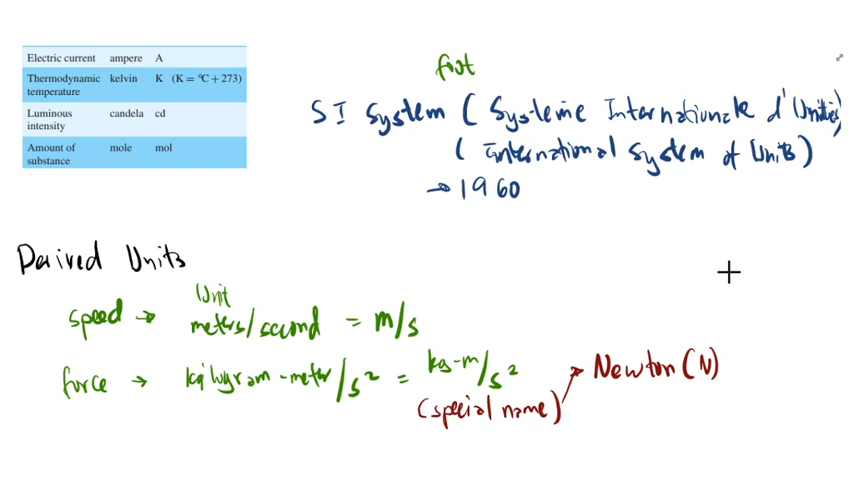 Electric current ampere A
Thermodynamic temperature kelvin K (K = °C + 273)
Luminous intensity candela cd
Amount of substance mole mol
foot
SI System ( Systeme Internationale d'Unities)
( International System of Units)
→ 1960
Derived Units
Unit
speed → meters/second = m/s
force → kilogram-meter/s² = kg-m/s² → Newton (N)
(special name)